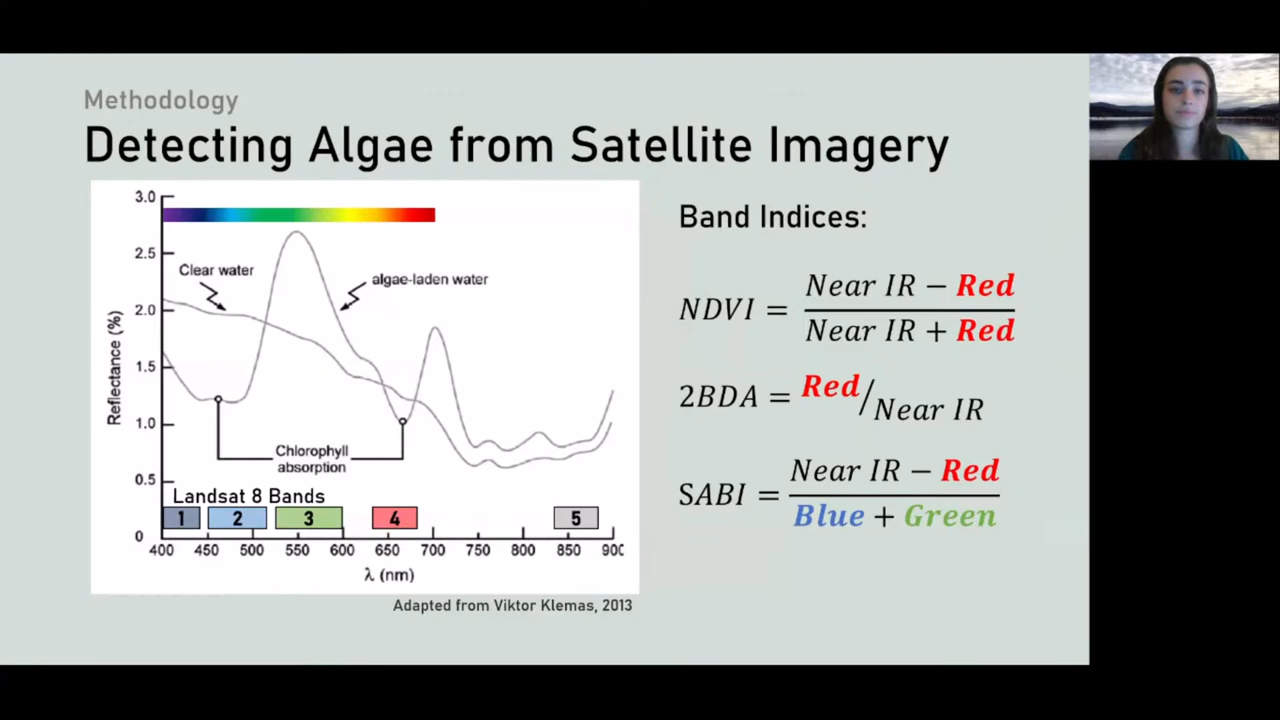 Methodology
Detecting Algae from Satellite Imagery
3.0
2.5
2.0
1.5
1.0
0.5
0
Reflectance (%)
Clear water
algae-laden water
Chlorophyll
absorption
Landsat 8 Bands
1 2 3 4 5
400 450 500 550 600 650 700 750 800 850 900
λ (nm)
Adapted from Viktor Klemas, 2013
Band Indices:
NDVI = Near IR − Red / Near IR + Red
2BDA = Red / Near IR
SABI = Near IR − Red / Blue + Green